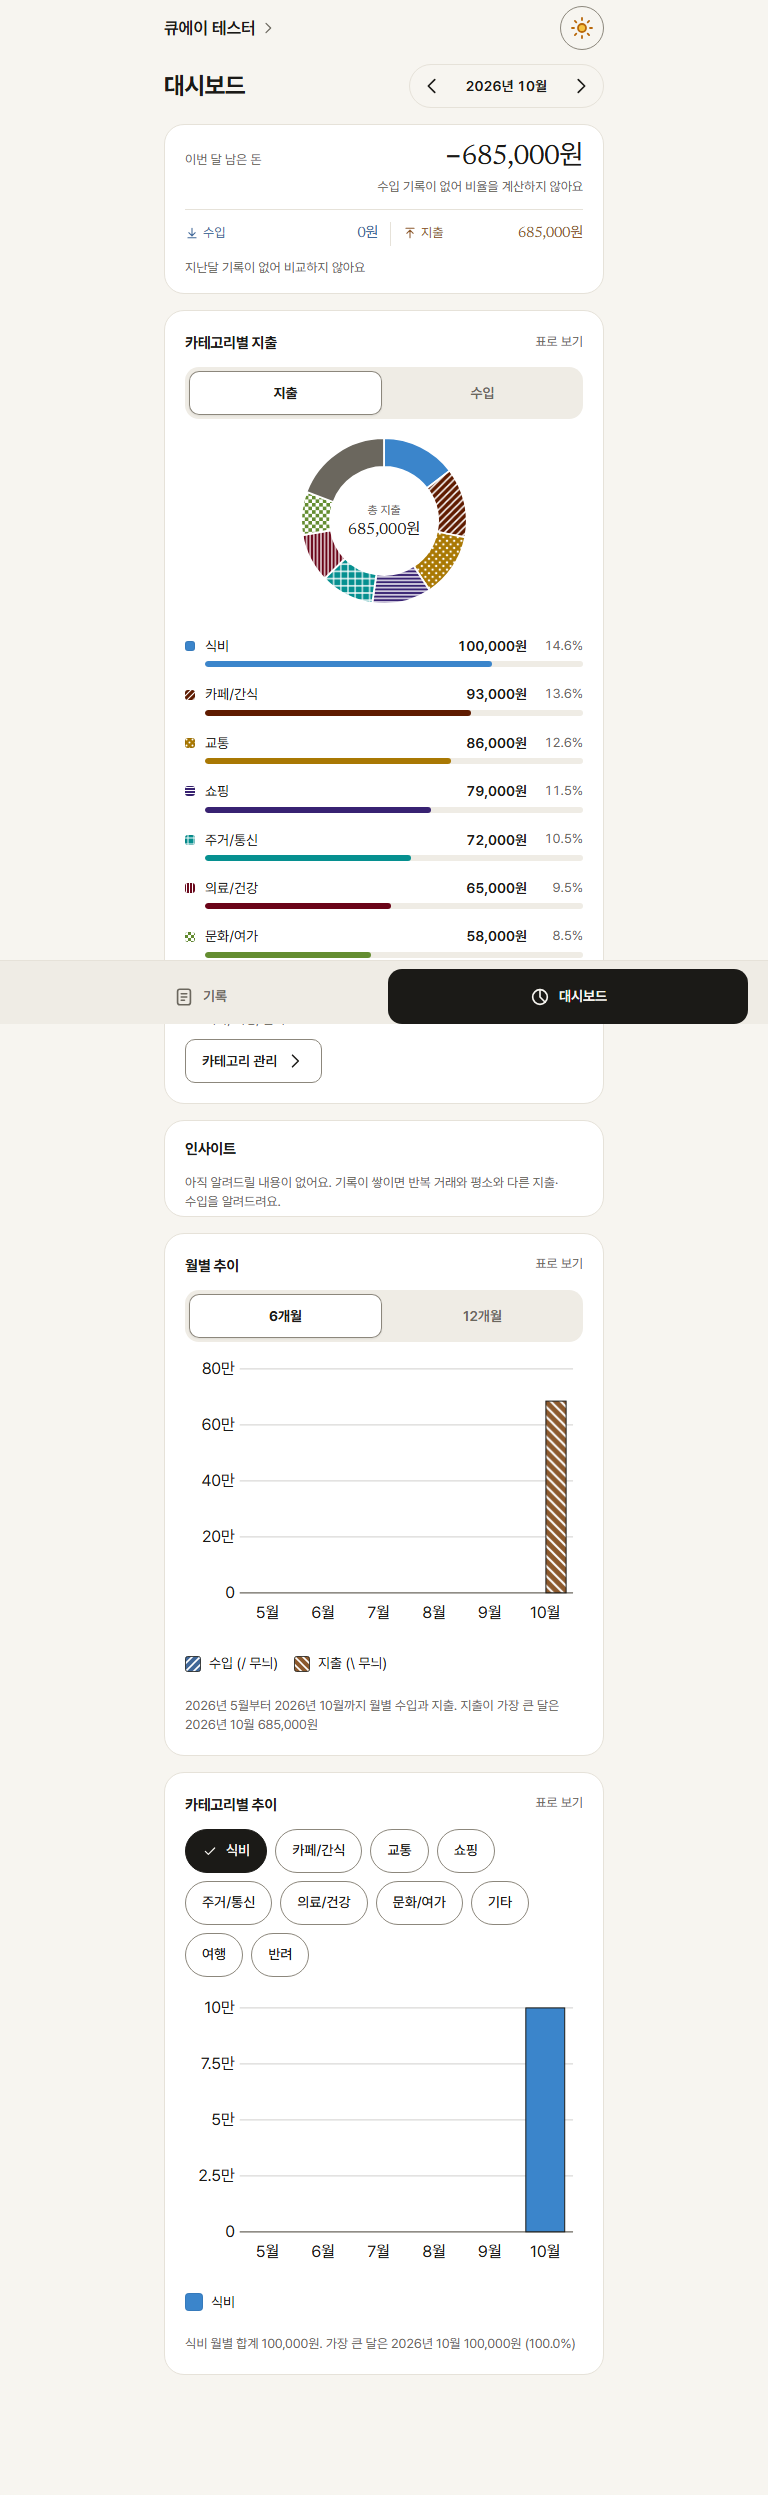 큐에이 테스터
대시보드
2026년 10월
이번 달 남은 돈
−685,000원
수입 기록이 없어 비율을 계산하지 않아요
수입 0원
지출 685,000원
지난달 기록이 없어 비교하지 않아요
카테고리별 지출
표로 보기
지출 수입
총 지출
685,000원
식비 100,000원 14.6%
카페/간식 93,000원 13.6%
교통 86,000원 12.6%
쇼핑 79,000원 11.5%
주거/통신 72,000원 10.5%
의료/건강 65,000원 9.5%
문화/여가 58,000원 8.5%
기록 대시보드
카테고리 관리
인사이트
아직 알려드릴 내용이 없어요. 기록이 쌓이면 반복 거래와 평소와 다른 지출·
수입을 알려드려요.
월별 추이
표로 보기
6개월 12개월
80만
60만
40만
20만
0
5월 6월 7월 8월 9월 10월
수입 (/ 무늬) 지출 (\ 무늬)
2026년 5월부터 2026년 10월까지 월별 수입과 지출. 지출이 가장 큰 달은
2026년 10월 685,000원
카테고리별 추이
표로 보기
식비 카페/간식 교통 쇼핑
주거/통신 의료/건강 문화/여가 기타
여행 반려
10만
7.5만
5만
2.5만
0
5월 6월 7월 8월 9월 10월
식비
식비 월별 합계 100,000원. 가장 큰 달은 2026년 10월 100,000원 (100.0%)